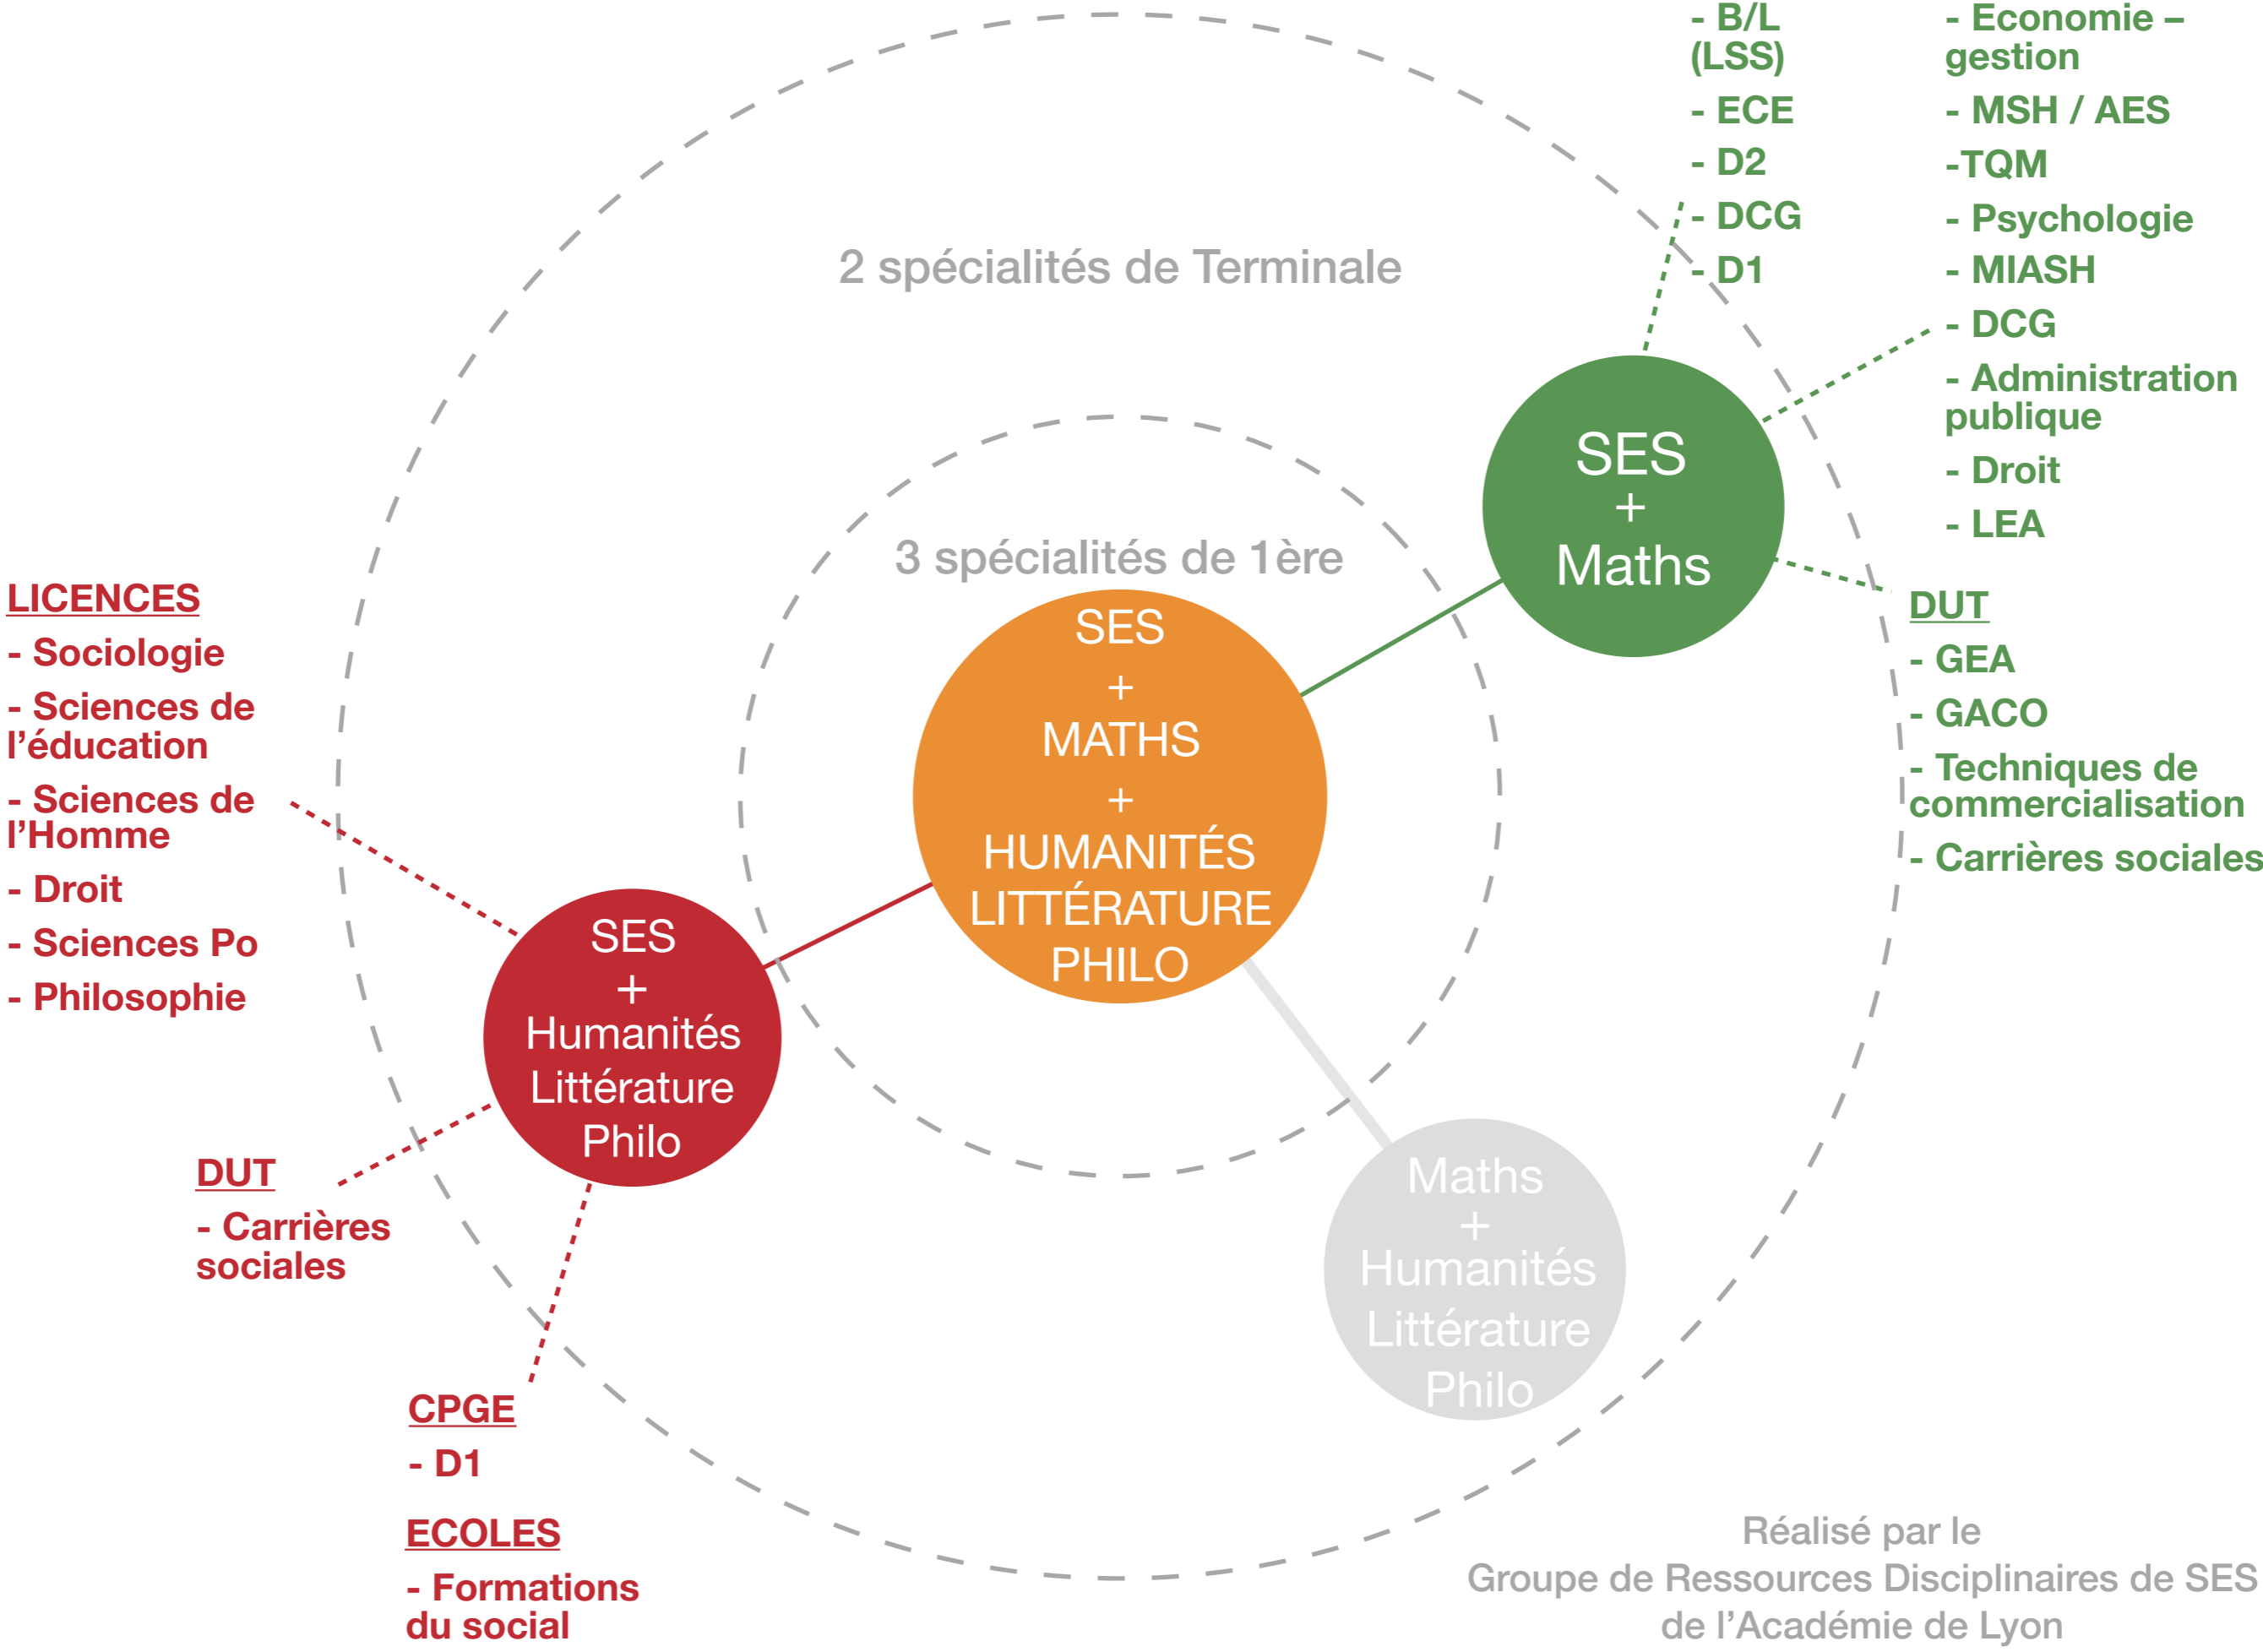 - B/L
(LSS)
- ECE
- D2
- DCG
- D1
- Economie –
gestion
- MSH / AES
-TQM
- Psychologie
- MIASH
- DCG
- Administration
publique
- Droit
- LEA
2 spécialités de Terminale
SES
+
Maths
3 spécialités de 1ère
SES
+
MATHS
+
HUMANITÉS
LITTÉRATURE
PHILO
DUT
- GEA
- GACO
- Techniques de
commercialisation
- Carrières sociales
LICENCES
- Sociologie
- Sciences de
l’éducation
- Sciences de
l’Homme
- Droit
- Sciences Po
- Philosophie
SES
+
Humanités
Littérature
Philo
DUT
- Carrières
sociales
Maths
+
Humanités
Littérature
Philo
CPGE
- D1
ECOLES
- Formations
du social
Réalisé par le
Groupe de Ressources Disciplinaires de SES
de l’Académie de Lyon